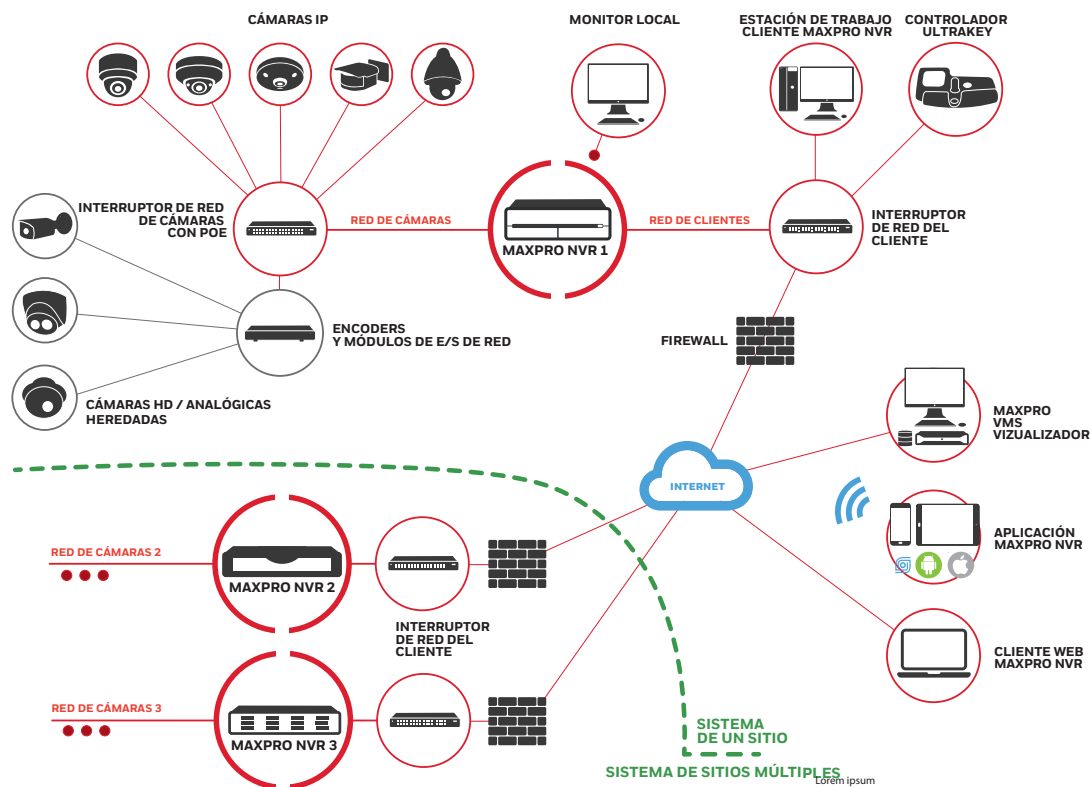 CÁMARAS IP
MONITOR LOCAL
ESTACIÓN DE TRABAJO
CLIENTE MAXPRO NVR
CONTROLADOR
ULTRAKEY
INTERRUPTOR DE RED
DE CÁMARAS
CON POE
RED DE CÁMARAS
MAXPRO NVR 1
RED DE CLIENTES
INTERRUPTOR
DE RED DEL
CLIENTE
ENCODERS
Y MÓDULOS DE E/S DE RED
FIREWALL
CÁMARAS HD / ANALÓGICAS
HEREDADAS
MAXPRO
VMS
VIZUALIZADOR
INTERNET
APLICACIÓN
MAXPRO NVR
RED DE CÁMARAS 2
MAXPRO NVR 2
INTERRUPTOR
DE RED DEL
CLIENTE
CLIENTE WEB
MAXPRO NVR
RED DE CÁMARAS 3
MAXPRO NVR 3
SISTEMA
DE UN SITIO
SISTEMA DE SITIOS MÚLTIPLES
Lorem ipsum